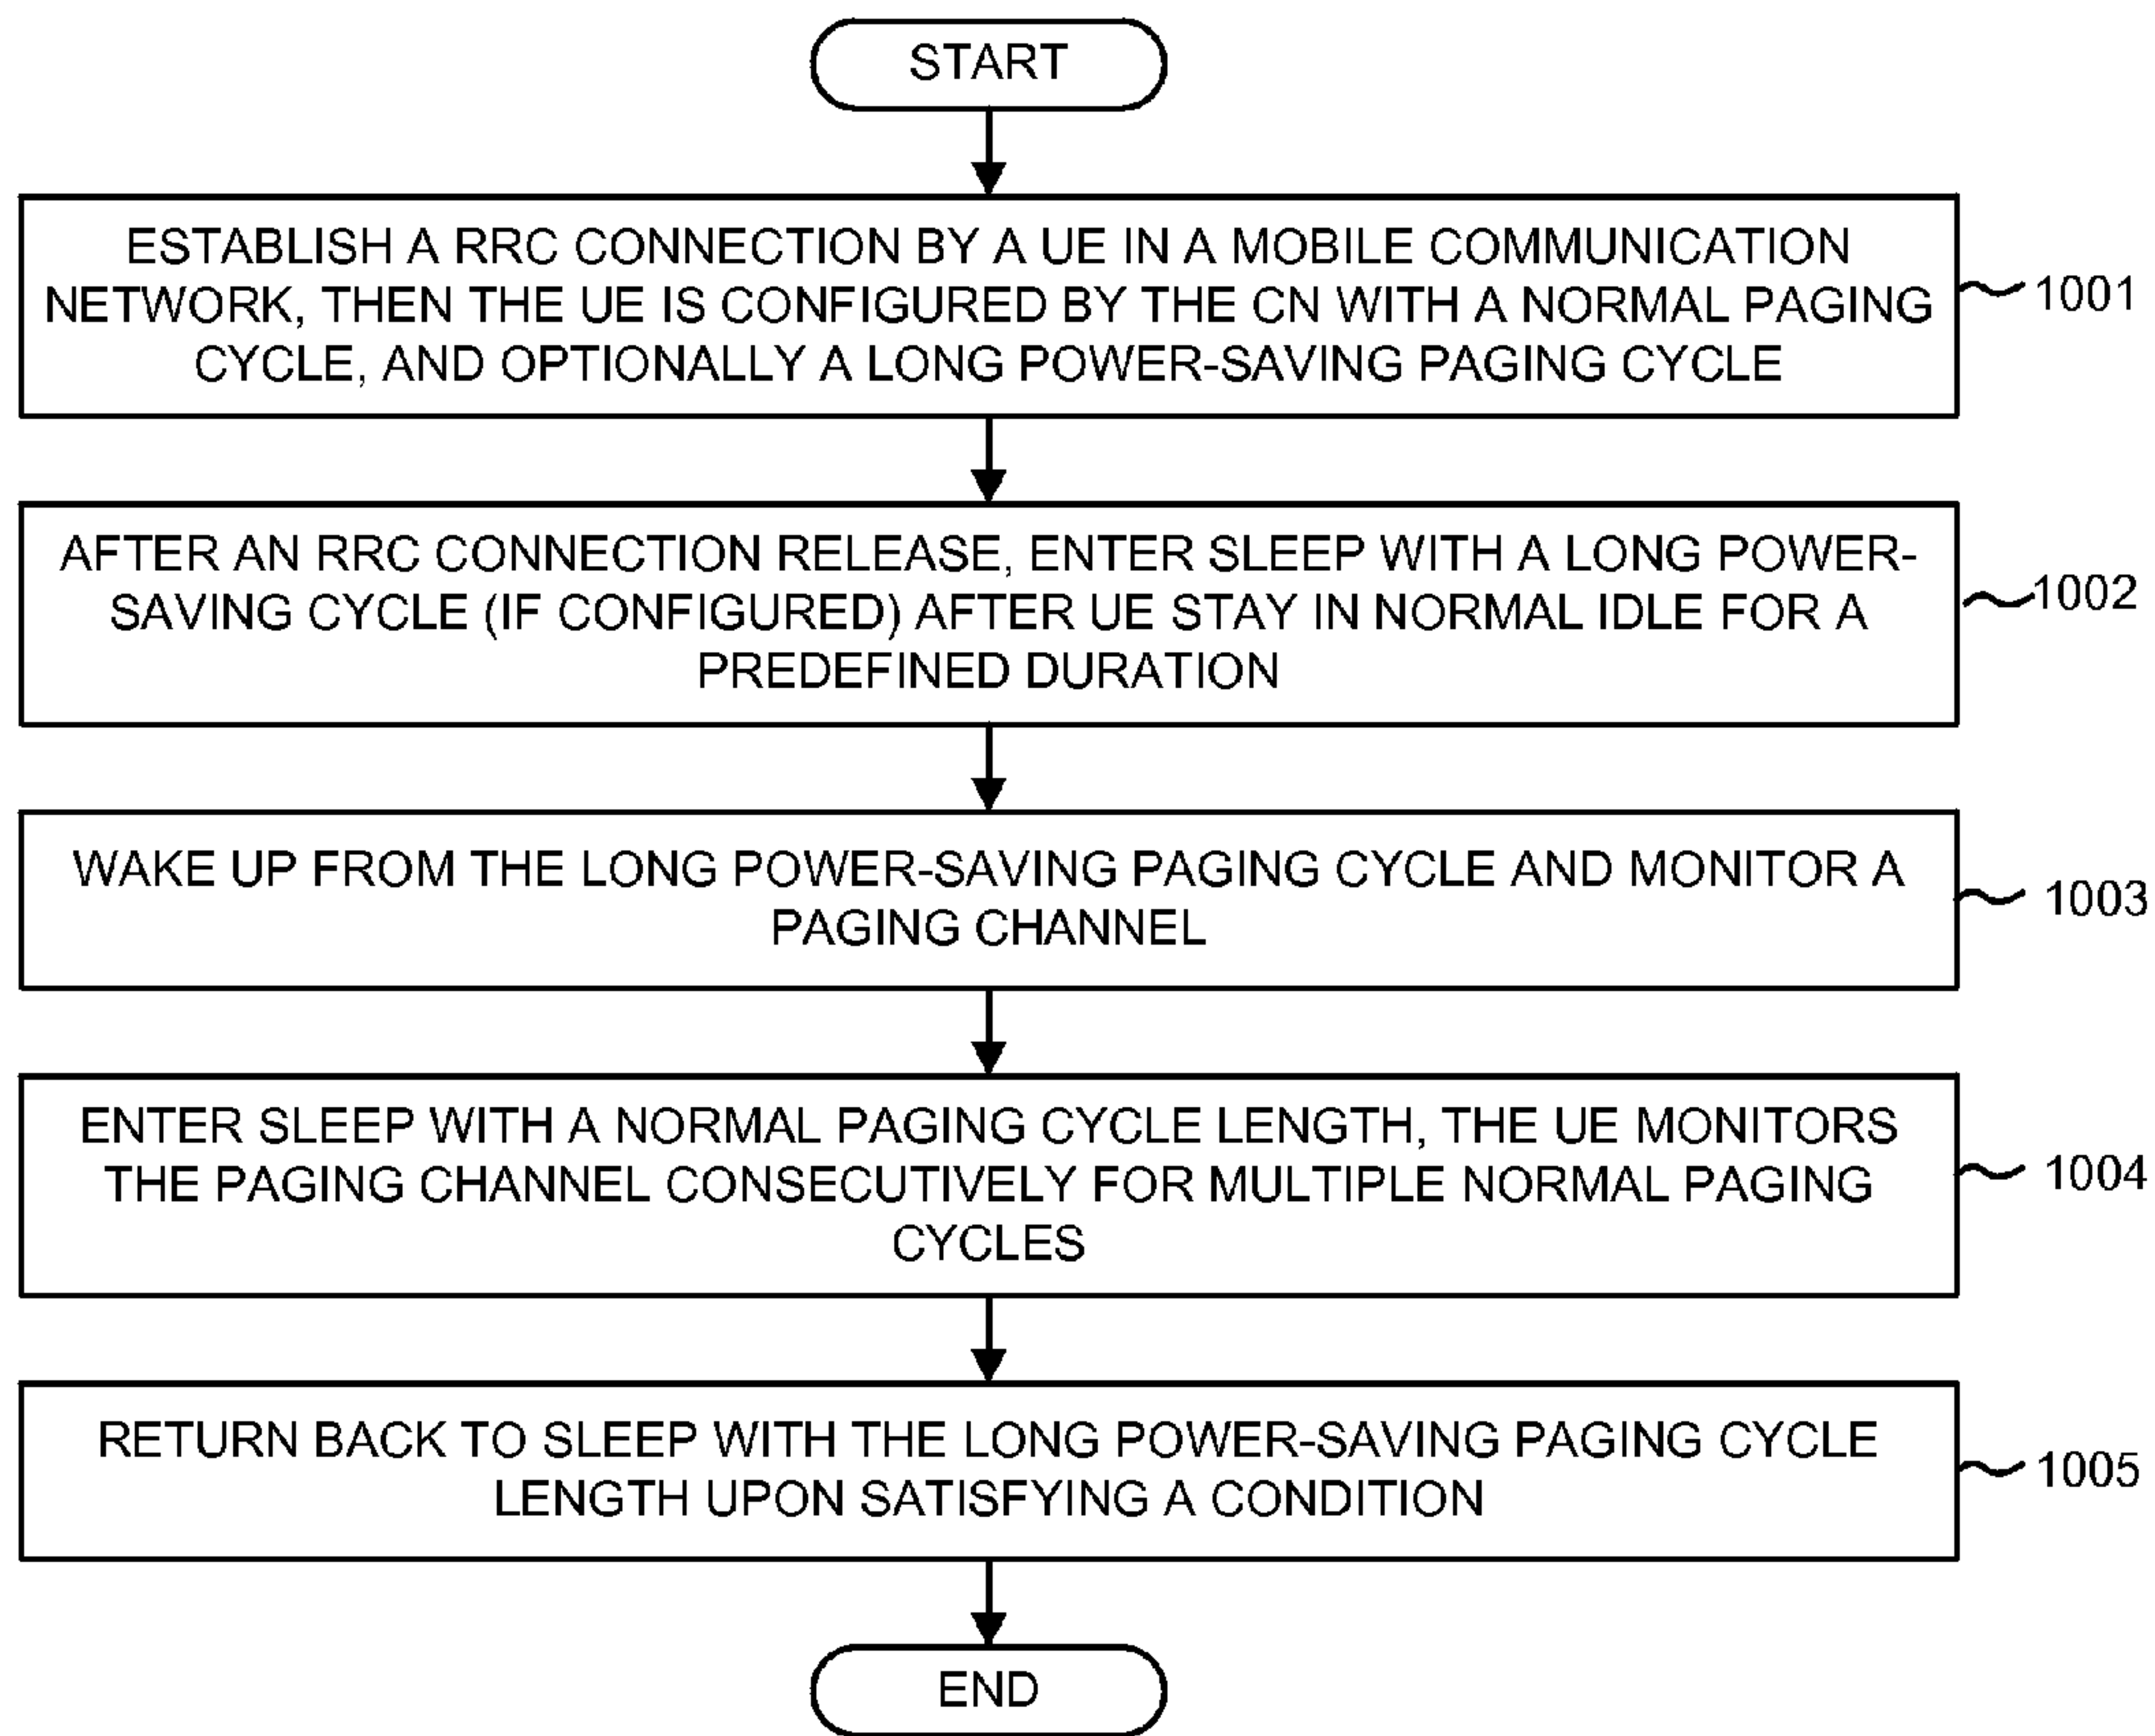 START
ESTABLISH A RRC CONNECTION BY A UE IN A MOBILE COMMUNICATION
NETWORK, THEN THE UE IS CONFIGURED BY THE CN WITH A NORMAL PAGING
CYCLE, AND OPTIONALLY A LONG POWER-SAVING PAGING CYCLE
1001
AFTER AN RRC CONNECTION RELEASE, ENTER SLEEP WITH A LONG POWER-
SAVING CYCLE (IF CONFIGURED) AFTER UE STAY IN NORMAL IDLE FOR A
PREDEFINED DURATION
1002
WAKE UP FROM THE LONG POWER-SAVING PAGING CYCLE AND MONITOR A
PAGING CHANNEL
1003
ENTER SLEEP WITH A NORMAL PAGING CYCLE LENGTH, THE UE MONITORS
THE PAGING CHANNEL CONSECUTIVELY FOR MULTIPLE NORMAL PAGING
CYCLES
1004
RETURN BACK TO SLEEP WITH THE LONG POWER-SAVING PAGING CYCLE
LENGTH UPON SATISFYING A CONDITION
1005
END